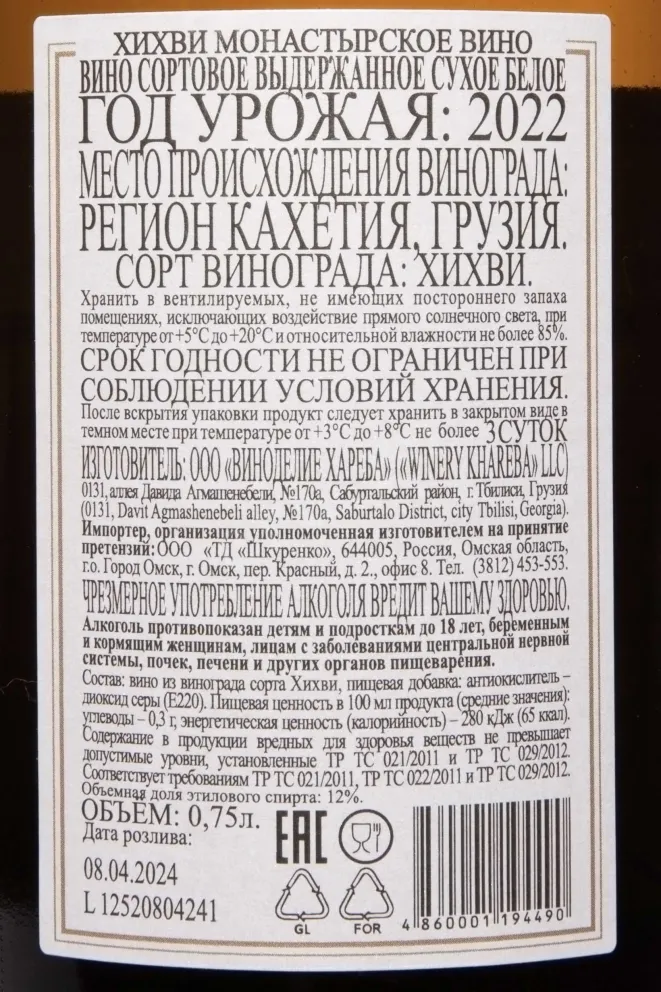 ХИХВИ МОНАСТЫРСКОЕ ВИНО
ВИНО СОРТОВОЕ ВЫДЕРЖАННОЕ СУХОЕ БЕЛОЕ
ГОД УРОЖАЯ: 2022
МЕСТО ПРОИСХОЖДЕНИЯ ВИНОГРАДА:
РЕГИОН КАХЕТИЯ, ГРУЗИЯ.
СОРТ ВИНОГРАДА: ХИХВИ.
Хранить в вентилируемых, не имеющих постороннего запаха
помещениях, исключающих воздействие прямого солнечного света, при
температуре от +5°С до +20°С и относительной влажности не более 85%.
СРОК ГОДНОСТИ НЕ ОГРАНИЧЕН ПРИ
СОБЛЮДЕНИИ УСЛОВИЙ ХРАНЕНИЯ.
После вскрытия упаковки продукт следует хранить в закрытом виде в
темном месте при температуре от +3°С до +8°С не более 3 СУТОК
ИЗГОТОВИТЕЛЬ: ООО «ВИНОДЕЛИЕ ХАРЕБА» («WINERY KHAREBA» LLC)
0131, аллея Давида Агмашенебели, №170а, Сабурталский район, г. Тбилиси, Грузия
(0131, Davit Agmashenebeli alley, №170a, Saburtalo District, city Tbilisi, Georgia).
Импортер, организация уполномоченная изготовителем на принятие
претензий: ООО «ТД «Шкуренко», 644005, Россия, Омская область,
г.о. Город Омск, г. Омск, пер. Красный, д. 2., офис 8. Тел. (3812) 453-553.
ЧРЕЗМЕРНОЕ УПОТРЕБЛЕНИЕ АЛКОГОЛЯ ВРЕДИТ ВАШЕМУ ЗДОРОВЬЮ.
Алкоголь противопоказан детям и подросткам до 18 лет, беременным
и кормящим женщинам, лицам с заболеваниями центральной нервной
системы, почек, печени и других органов пищеварения.
Состав: вино из винограда сорта Хихви, пищевая добавка: антиокислитель –
диоксид серы (Е220). Пищевая ценность в 100 мл продукта (средние значения):
углеводы – 0,3 г, энергетическая ценность (калорийность) – 280 кДж (65 ккал).
Содержание в продукции вредных для здоровья веществ не превышает
допустимые уровни, установленные ТР ТС 021/2011 и ТР ТС 029/2012.
Соответствует требованиям ТР ТС 021/2011, ТР ТС 022/2011 и ТР ТС 029/2012.
Объемная доля этилового спирта: 12%.
ОБЪЁМ: 0,75л.
Дата розлива:
08.04.2024
L 12520804241
EAC
GL
FOR
4 860001 194490